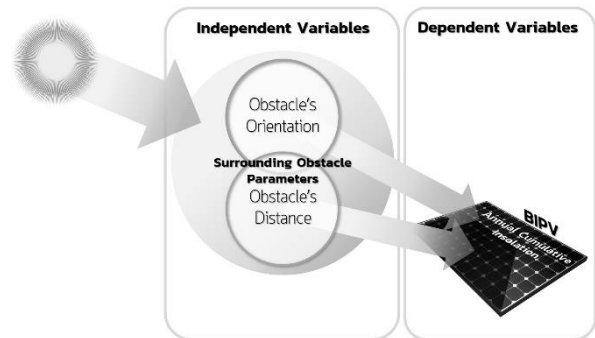 Independent Variables
Dependent Variables
Obstacle's
Orientation
Surrounding Obstacle
Parameters
Obstacle's
Distance
BIPV
Annual Cumulative
Insolation